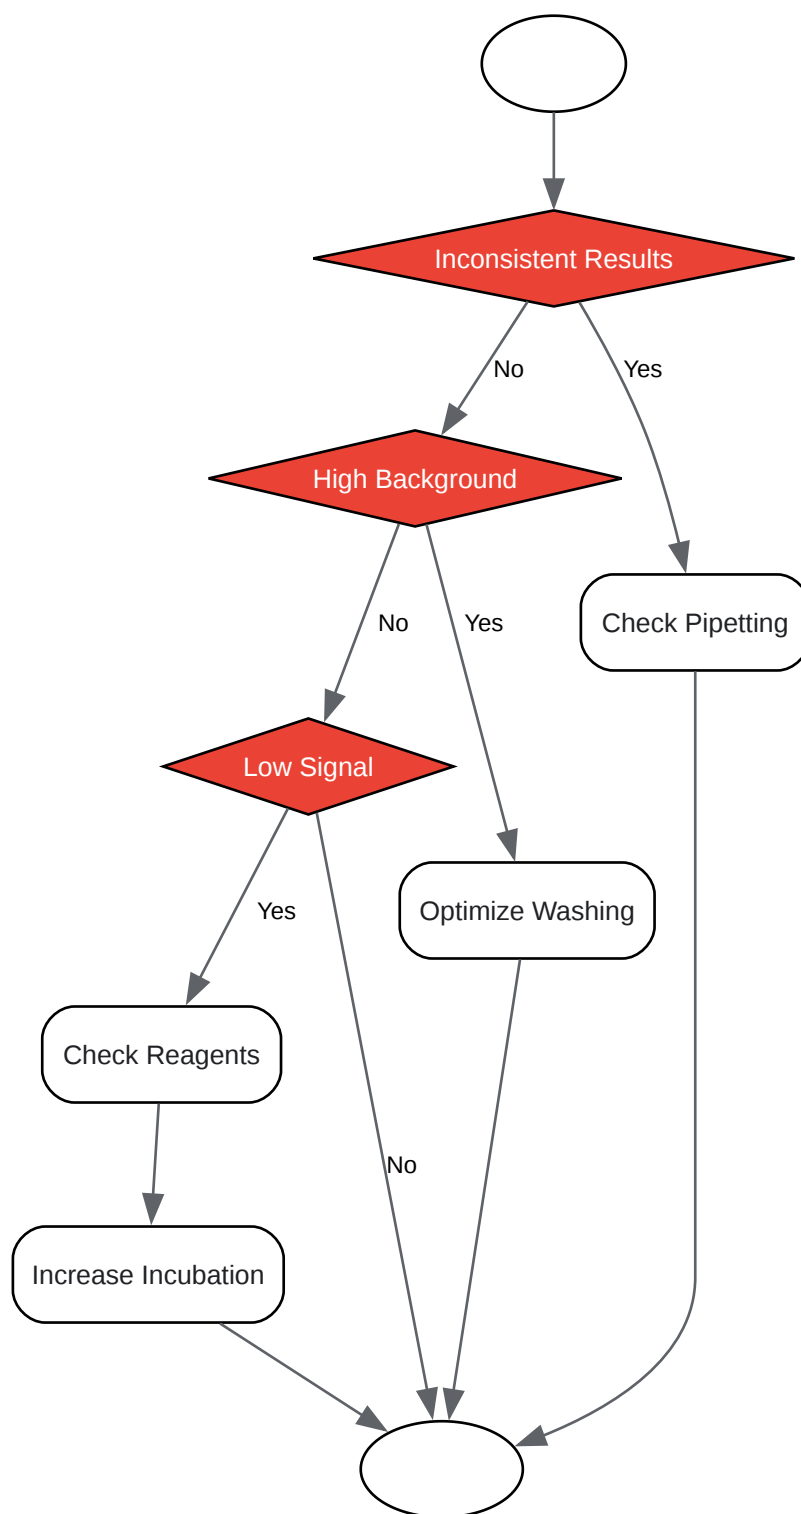 Inconsistent Results
No
Yes
High Background
No
Yes
Check Pipetting
Low Signal
Yes
Optimize Washing
Check Reagents
No
Increase Incubation